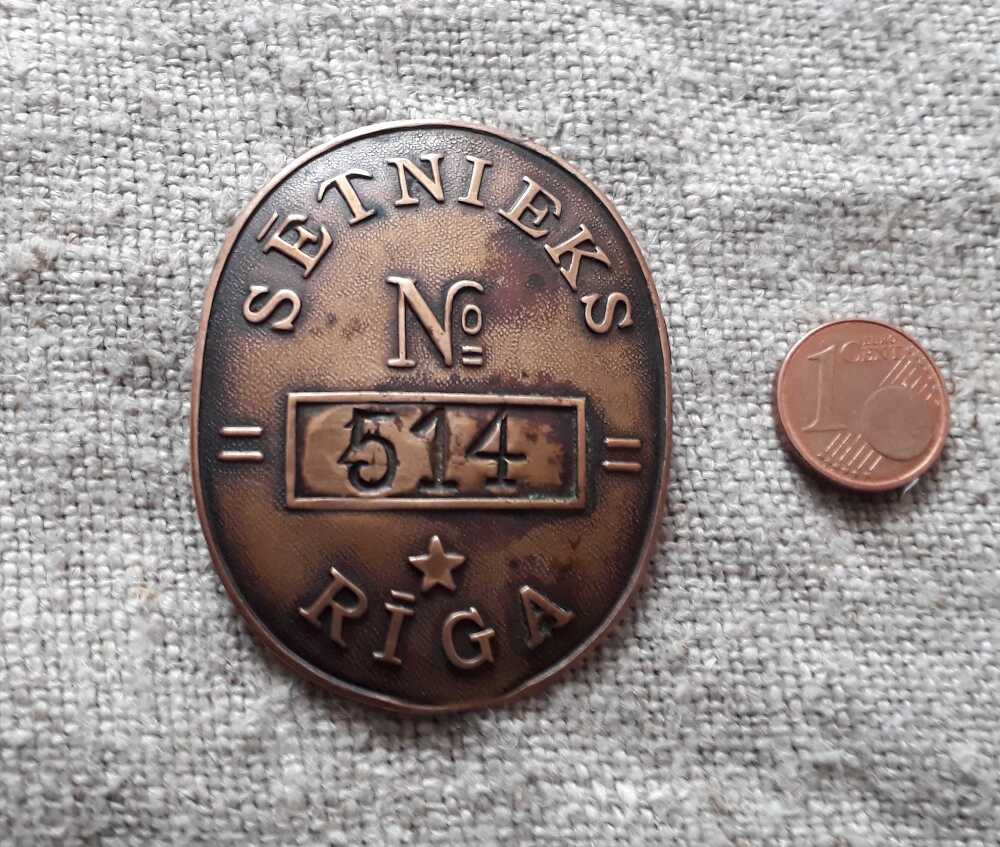 SĒTNIEKS
№
= 514 =
RĪGA
1
EURO
CENT